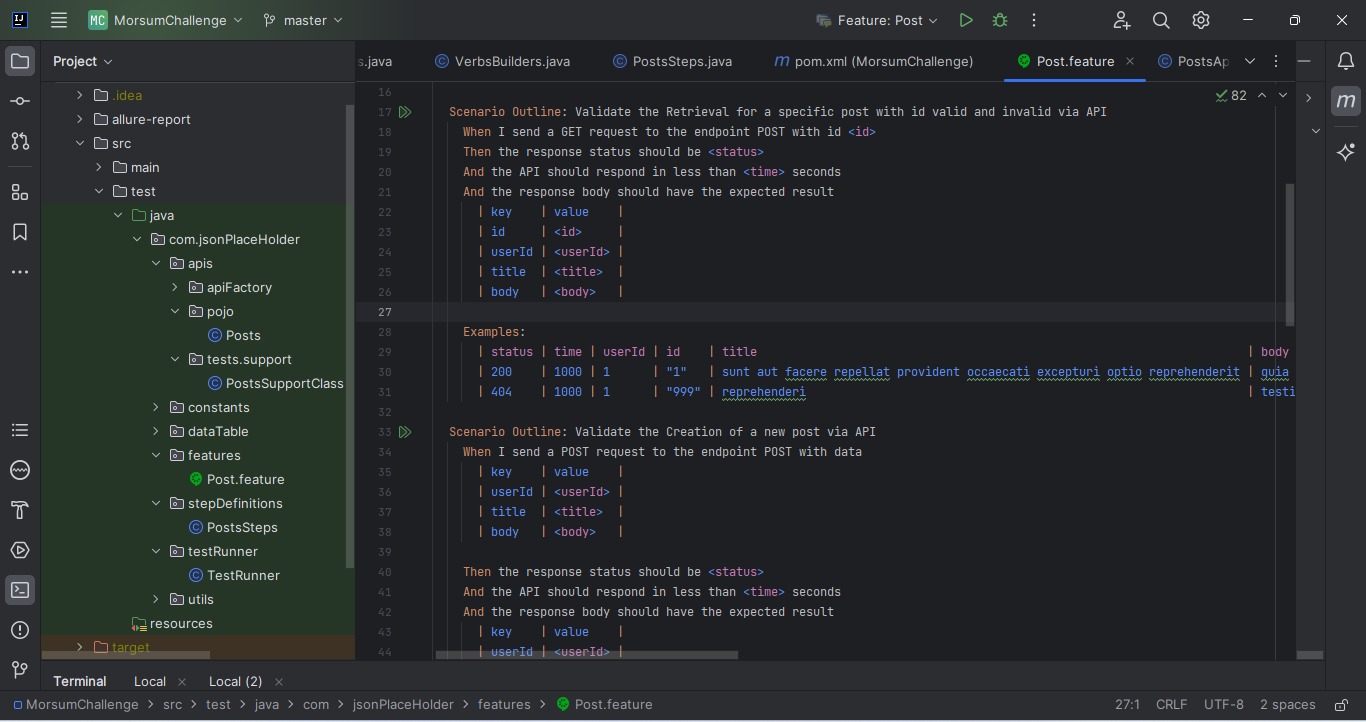 MC MorsumChallenge master Feature: Post
Project
s.java VerbsBuilders.java PostsSteps.java m pom.xml (MorsumChallenge) Post.feature PostsAp
.idea
allure-report
src
main
test
java
com.jsonPlaceHolder
apis
apiFactory
pojo
Posts
tests.support
PostsSupportClass
constants
dataTable
features
Post.feature
stepDefinitions
PostsSteps
testRunner
TestRunner
utils
resources
target
82
16
17 Scenario Outline: Validate the Retrieval for a specific post with id valid and invalid via API
18 When I send a GET request to the endpoint POST with id <id>
19 Then the response status should be <status>
20 And the API should respond in less than <time> seconds
21 And the response body should have the expected result
22 | key | value |
23 | id | <id> |
24 | userId | <userId> |
25 | title | <title> |
26 | body | <body> |
27
28 Examples:
29 | status | time | userId | id | title | body
30 | 200 | 1000 | 1 | "1" | sunt aut facere repellat provident occaecati excepturi optio reprehenderit | quia
31 | 404 | 1000 | 1 | "999" | reprehenderi | testi
32
33 Scenario Outline: Validate the Creation of a new post via API
34 When I send a POST request to the endpoint POST with data
35 | key | value |
36 | userId | <userId> |
37 | title | <title> |
38 | body | <body> |
39
40 Then the response status should be <status>
41 And the API should respond in less than <time> seconds
42 And the response body should have the expected result
43 | key | value |
44 | userId | <userId> |
Terminal Local Local (2)
MorsumChallenge > src > test > java > com > jsonPlaceHolder > features > Post.feature 27:1 CRLF UTF-8 2 spaces